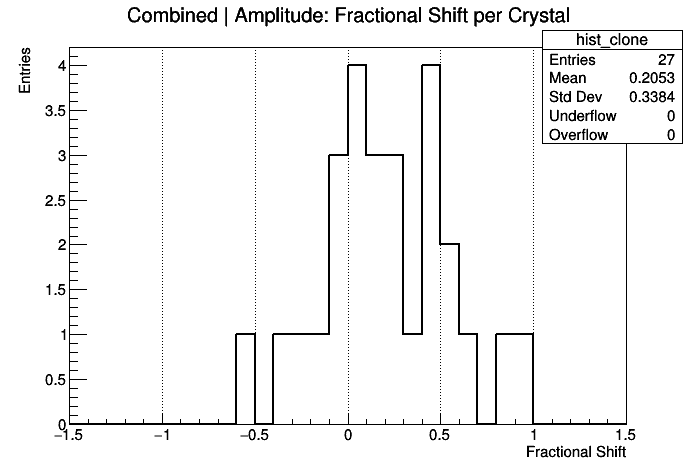 Combined | Amplitude: Fractional Shift per Crystal
hist_clone
Entries 27
Mean 0.2053
Std Dev 0.3384
Underflow 0
Overflow 0
Entries
4
3.5
3
2.5
2
1.5
1
0.5
0
−1.5 −1 −0.5 0 0.5 1 1.5
Fractional Shift